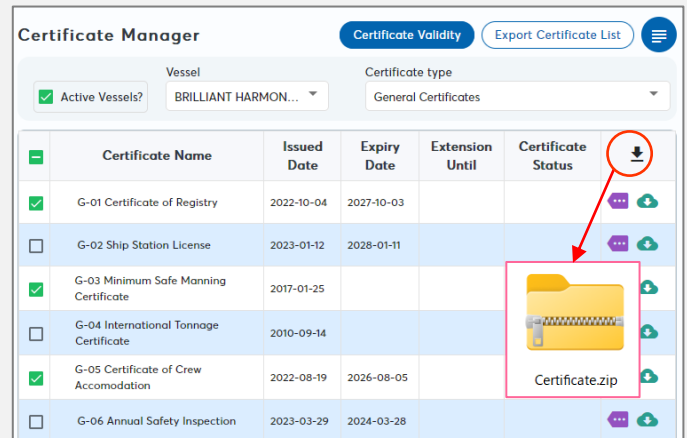 Certificate Manager
Certificate Validity
Export Certificate List
Vessel
Certificate type
Active Vessels?
BRILLIANT HARMON...
General Certificates
Certificate Name
Issued Date
Expiry Date
Extension Until
Certificate Status
G-01 Certificate of Registry
2022-10-04
2027-10-03
G-02 Ship Station License
2023-01-12
2028-01-11
G-03 Minimum Safe Manning
Certificate
2017-01-25
G-04 International Tonnage
Certificate
2010-09-14
G-05 Certificate of Crew
Accomodation
2022-08-19
2026-08-05
Certificate.zip
G-06 Annual Safety Inspection
2023-03-29
2024-03-28